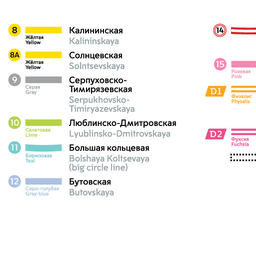 8
Жёлтая
Yellow
Калининская
Kalininskaya
8А
Жёлтая
Yellow
Солнцевская
Solntsevskaya
9
Серая
Gray
Серпуховско-
Тимирязевская
Serpukhovsko-
Timiryazevskaya
10
Салатовая
Lime
Люблинско-Дмитровская
Lyublinsko-Dmitrovskaya
11
Бирюзовая
Teal
Большая кольцевая
Bolshaya Koltsevaya
(big circle line)
12
Серо-голубая
Gray-blue
Бутовская
Butovskaya
14
15
Розовая
Pink
D1
Физалис
Physalis
D2
Фуксия
Fuchsia